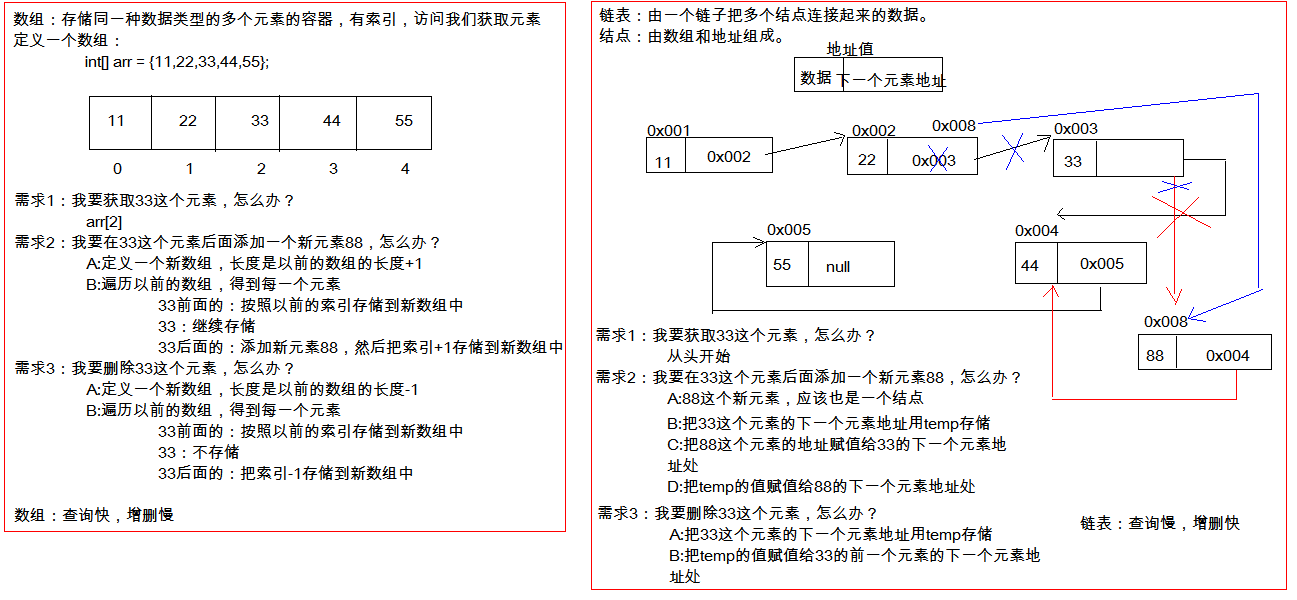 数组：存储同一种数据类型的多个元素的容器，有索引，访问我们获取元素
定义一个数组：
int[] arr = {11,22,33,44,55};
11 22 33 44 55
0 1 2 3 4
需求1：我要获取33这个元素，怎么办？
arr[2]
需求2：我要在33这个元素后面添加一个新元素88，怎么办？
A:定义一个新数组，长度是以前的数组的长度+1
B:遍历以前的数组，得到每一个元素
33前面的：按照以前的索引存储到新数组中
33：继续存储
33后面的：添加新元素88，然后把索引+1存储到新数组中
需求3：我要删除33这个元素，怎么办？
A:定义一个新数组，长度是以前的数组的长度-1
B:遍历以前的数组，得到每一个元素
33前面的：按照以前的索引存储到新数组中
33：不存储
33后面的：把索引-1存储到新数组中
数组：查询快，增删慢
链表：由一个链子把多个结点连接起来的数据。
结点：由数组和地址组成。
地址值
数据 下一个元素地址
0x001 0x002 0x008 0x003
11 0x002 22 0x003 33
0x005 0x004
55 null 44 0x005
0x008
88 0x004
需求1：我要获取33这个元素，怎么办？
从头开始
需求2：我要在33这个元素后面添加一个新元素88，怎么办？
A:88这个新元素，应该也是一个结点
B:把33这个元素的下一个元素地址用temp存储
C:把88这个元素的地址赋值给33的下一个元素地
址处
D:把temp的值赋值给88的下一个元素地址处
需求3：我要删除33这个元素，怎么办？
A:把33这个元素的下一个元素地址用temp存储
B:把temp的值赋值给33的前一个元素的下一个元素地
址处
链表：查询慢，增删快